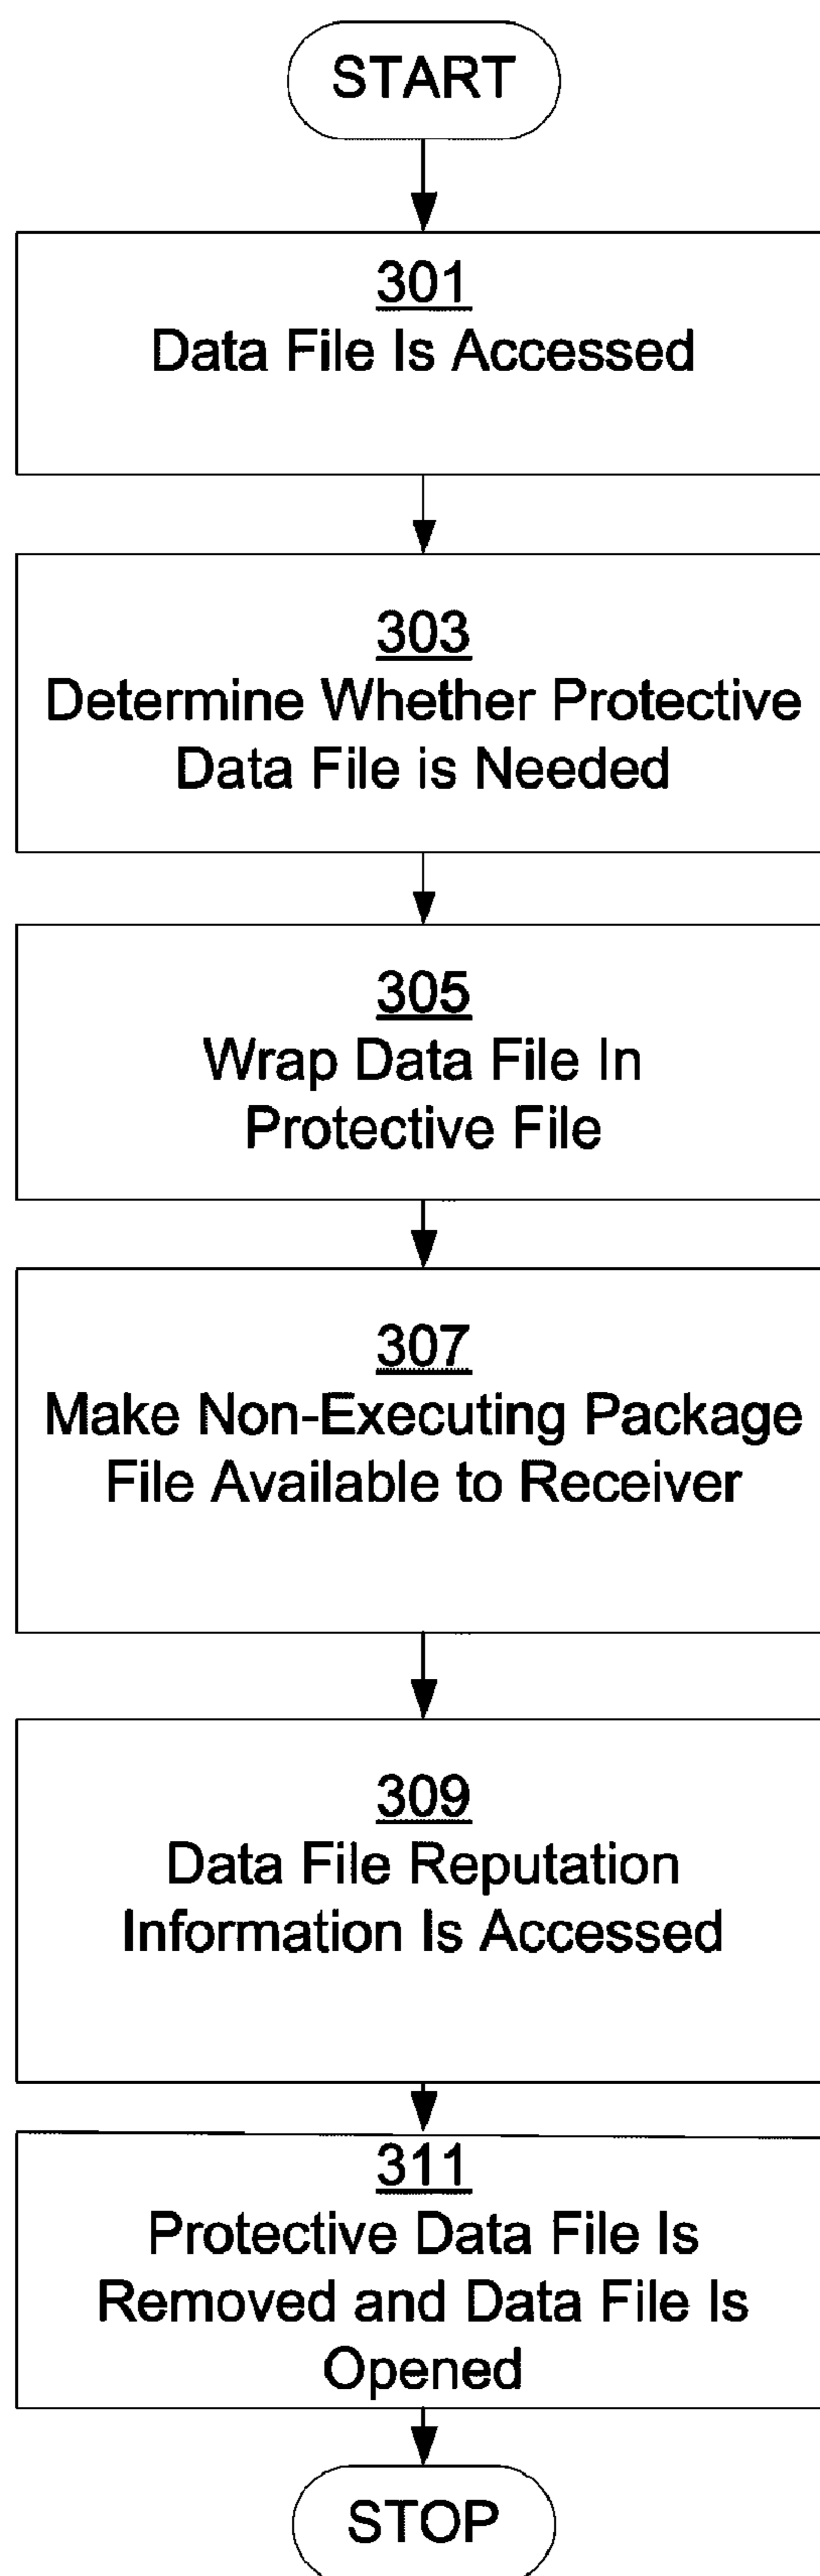 START
301
Data File Is Accessed
303
Determine Whether Protective
Data File is Needed
305
Wrap Data File In
Protective File
307
Make Non-Executing Package
File Available to Receiver
309
Data File Reputation
Information Is Accessed
311
Protective Data File Is
Removed and Data File Is
Opened
STOP